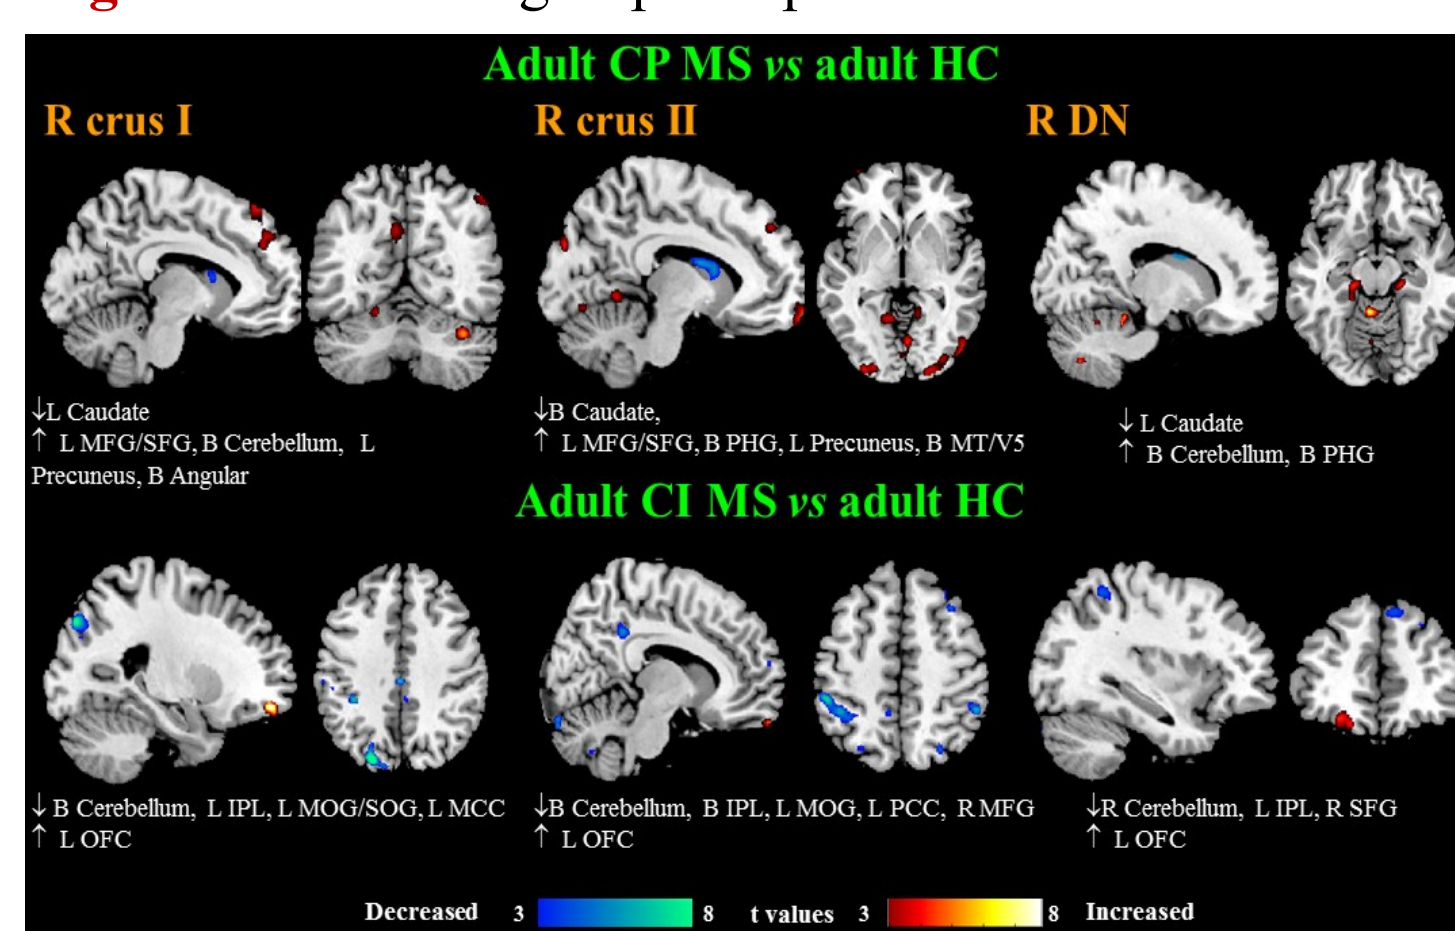 Adult CP MS vs adult HC
R crus I
R crus II
R DN
↓L Caudate
↑ L MFG/SFG, B Cerebellum, L
Precuneus, B Angular
↓B Caudate,
↑ L MFG/SFG, B PHG, L Precuneus, B MT/V5
↓ L Caudate
↑ B Cerebellum, B PHG
Adult CI MS vs adult HC
↓ B Cerebellum, L IPL, L MOG/SOG, L MCC
↑ L OFC
↓B Cerebellum, B IPL, L MOG, L PCC, R MFG
↑ L OFC
↓R Cerebellum, L IPL, R SFG
↑ L OFC
Decreased 3 8 t values 3 8 Increased